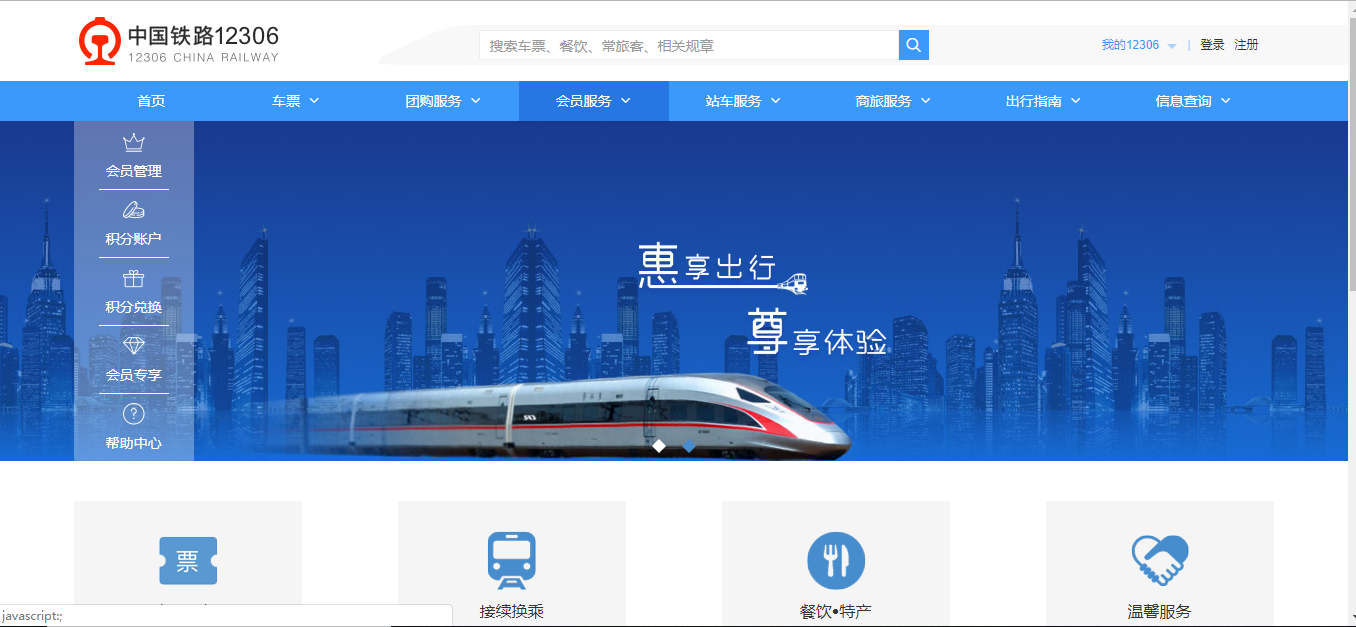 中国铁路12306
12306 CHINA RAILWAY
搜索车票、餐饮、常旅客、相关规章
我的12306 | 登录 注册
首页 车票 团购服务 会员服务 站车服务 商旅服务 出行指南 信息查询
会员管理
积分账户
积分兑换
会员专享
? 帮助中心
惠享出行
尊享体验
票
接续换乘 餐饮•特产 温馨服务
javascript:;